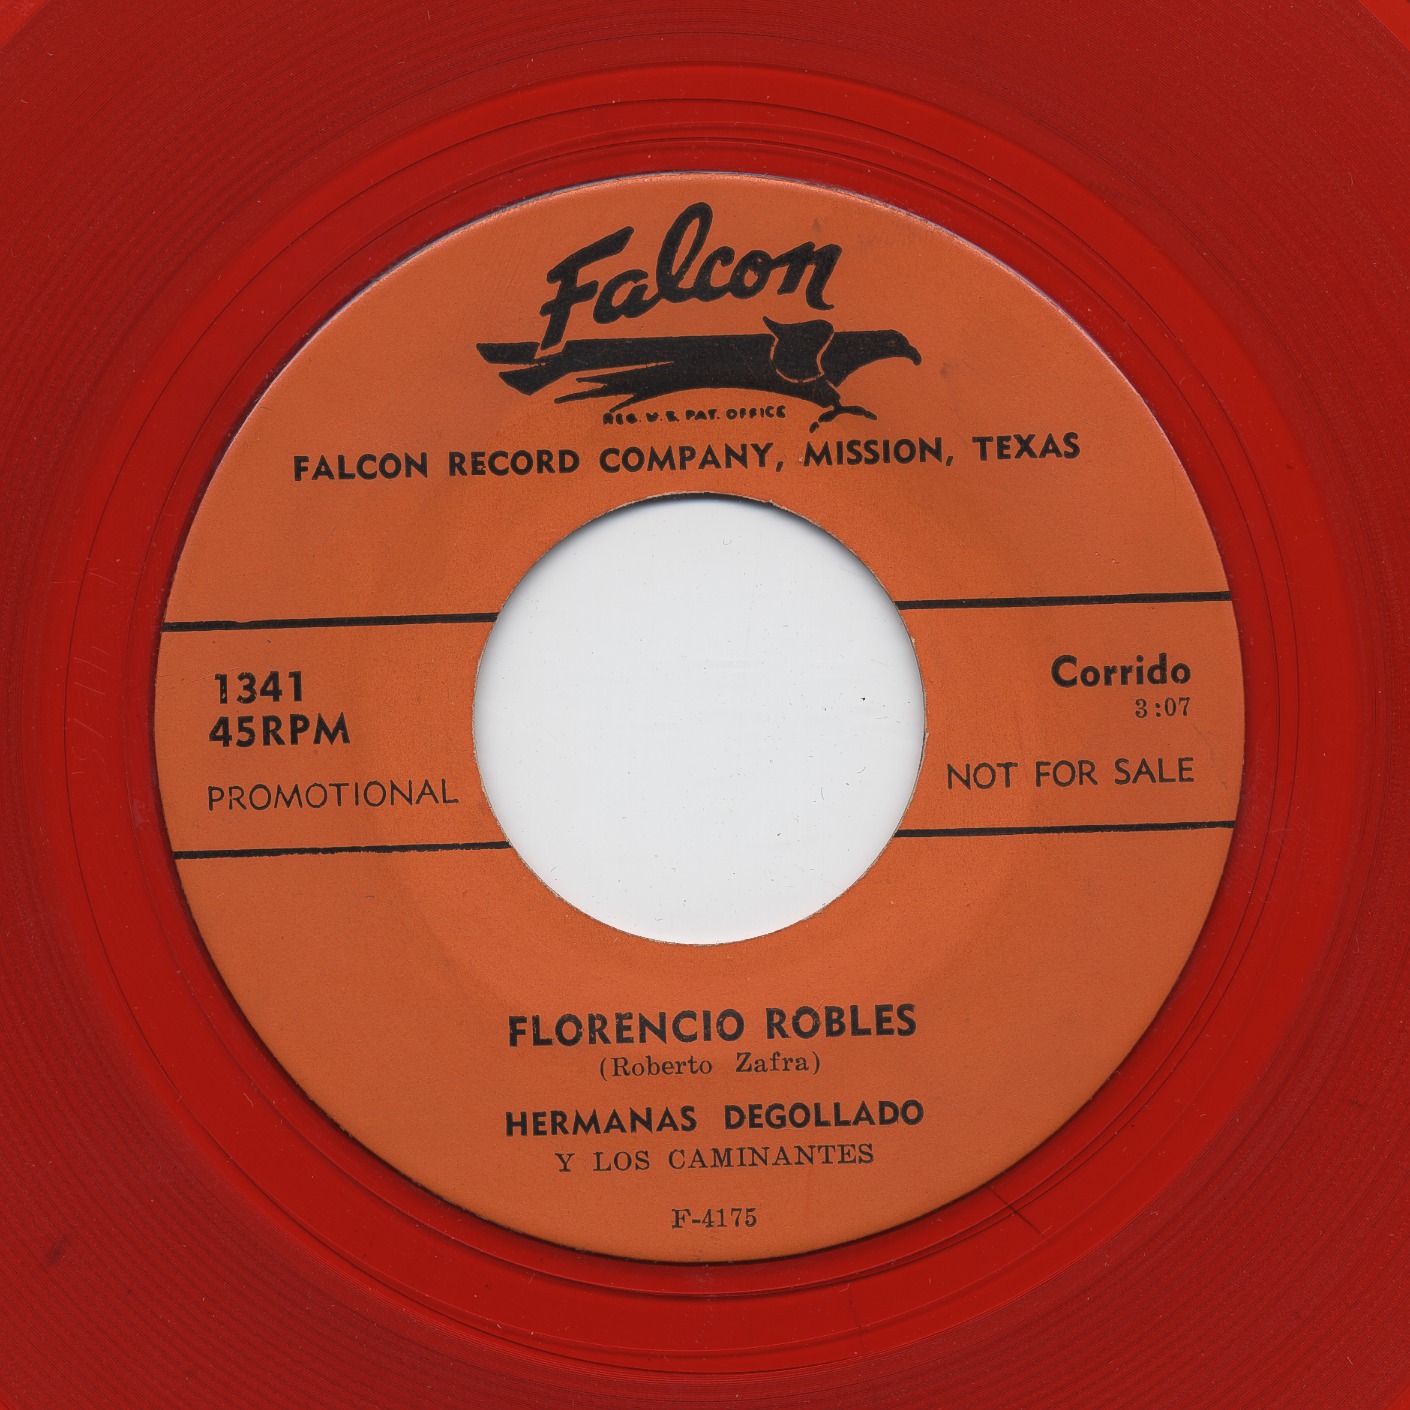 Falcon
REG. U.S. PAT. OFFICE
FALCON RECORD COMPANY, MISSION, TEXAS
1341
45RPM
PROMOTIONAL
Corrido
3:07
NOT FOR SALE
FLORENCIO ROBLES
(Roberto Zafra)
HERMANAS DEGOLLADO
Y LOS CAMINANTES
F-4175